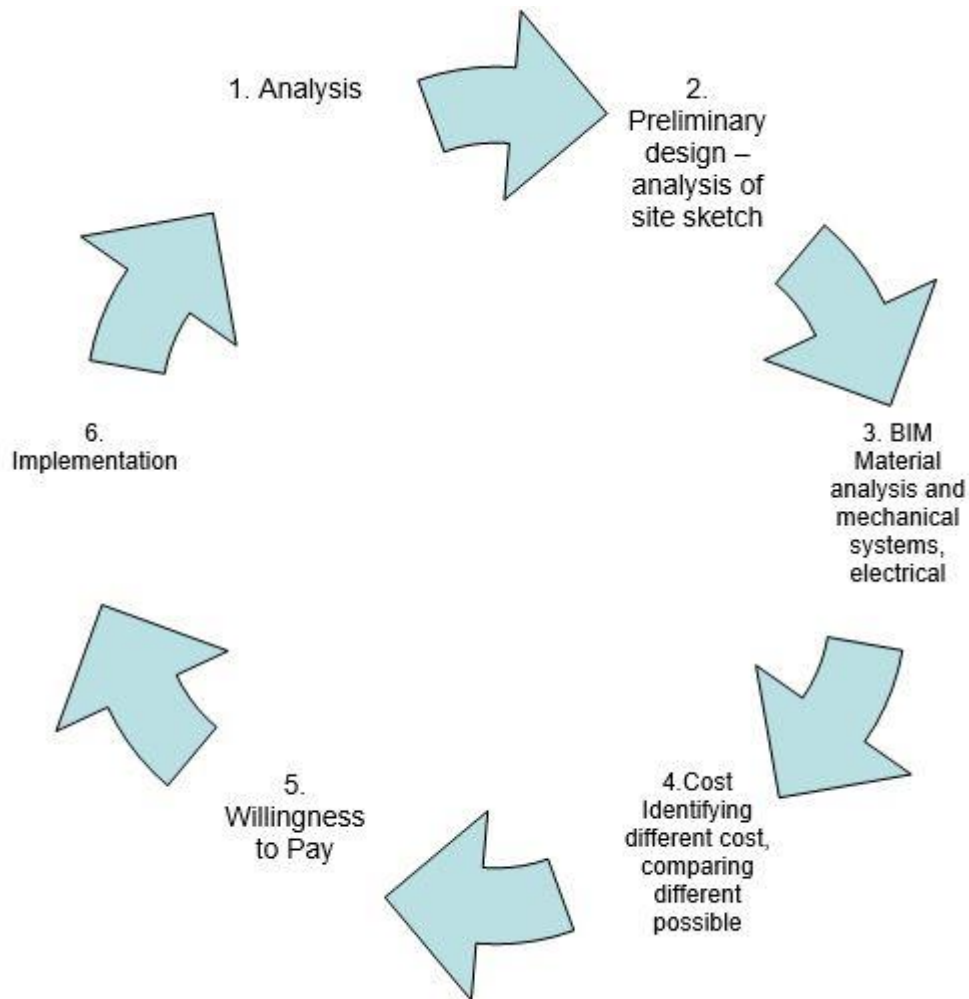 1. Analysis
2.
Preliminary
design –
analysis of
site sketch
3. BIM
Material
analysis and
mechanical
systems,
electrical
4.Cost
Identifying
different cost,
comparing
different
possible
5.
Willingness
to Pay
6.
Implementation